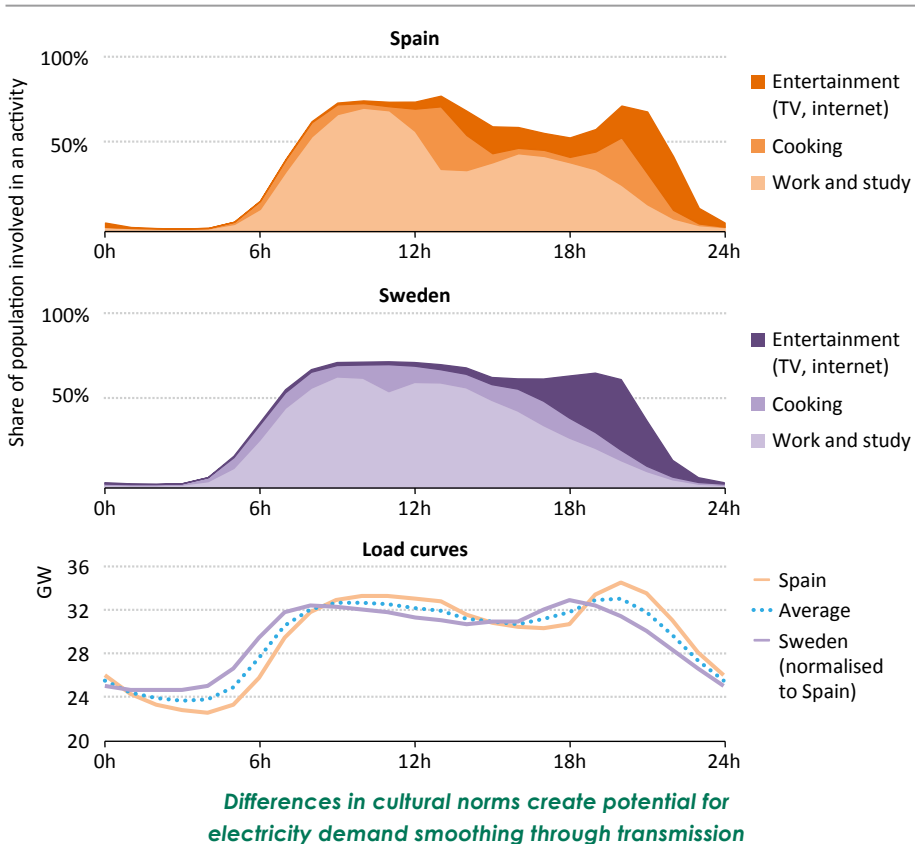 Share of population involved in an activity
Spain
100%
50%
0h 6h 12h 18h 24h
Entertainment
(TV, internet)
Cooking
Work and study
Sweden
100%
50%
0h 6h 12h 18h 24h
Entertainment
(TV, internet)
Cooking
Work and study
Load curves
GW
36
32
28
24
20
0h 6h 12h 18h 24h
Spain
Average
Sweden
(normalised
to Spain)
Differences in cultural norms create potential for
electricity demand smoothing through transmission